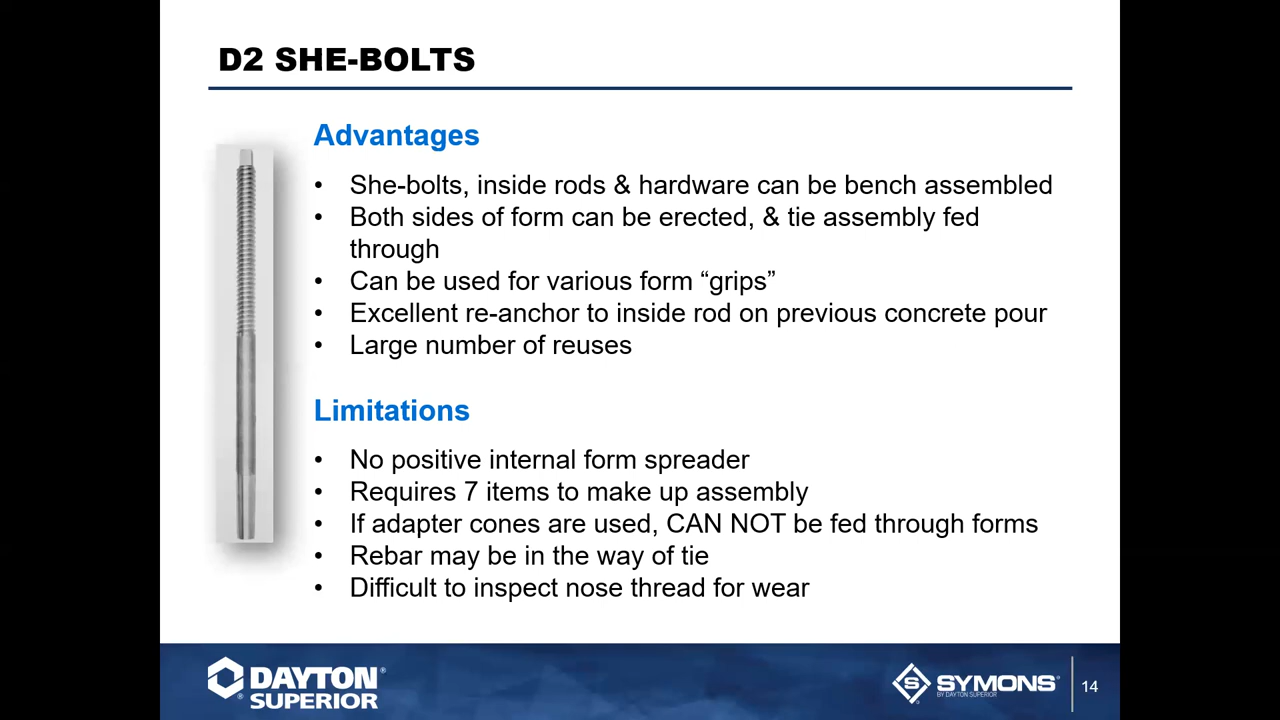 D2 SHE-BOLTS
Advantages
• She-bolts, inside rods & hardware can be bench assembled
• Both sides of form can be erected, & tie assembly fed
through
• Can be used for various form “grips”
• Excellent re-anchor to inside rod on previous concrete pour
• Large number of reuses
Limitations
• No positive internal form spreader
• Requires 7 items to make up assembly
• If adapter cones are used, CAN NOT be fed through forms
• Rebar may be in the way of tie
• Difficult to inspect nose thread for wear
DAYTON®
® SUPERIOR
S SYMONS®
BY DAYTON SUPERIOR
14